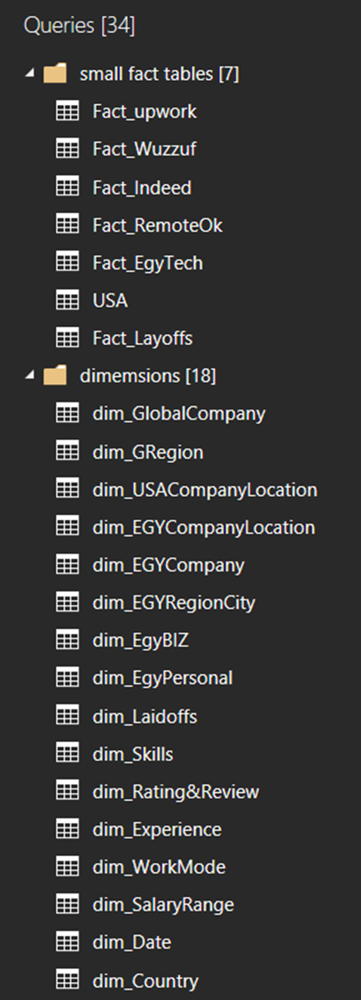 Queries [34]
small fact tables [7]
Fact_upwork
Fact_Wuzzuf
Fact_Indeed
Fact_RemoteOk
Fact_EgyTech
USA
Fact_Layoffs
dimemsions [18]
dim_GlobalCompany
dim_GRegion
dim_USACompanyLocation
dim_EGYCompanyLocation
dim_EGYCompany
dim_EGYRegionCity
dim_EgyBIZ
dim_EgyPersonal
dim_Laidoffs
dim_Skills
dim_Rating&Review
dim_Experience
dim_WorkMode
dim_SalaryRange
dim_Date
dim_Country